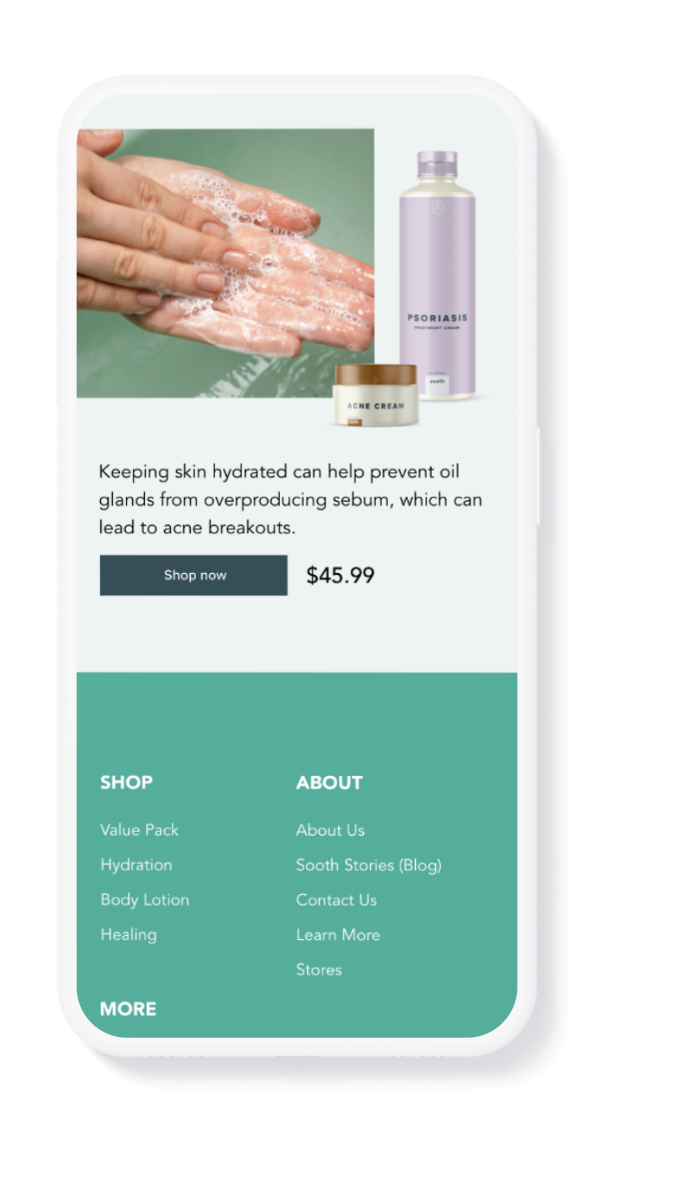 PSORIASIS
TREATMENT CREAM
sooth
ACNE CREAM
Keeping skin hydrated can help prevent oil
glands from overproducing sebum, which can
lead to acne breakouts.
Shop now
$45.99
SHOP
ABOUT
Value Pack
About Us
Hydration
Sooth Stories (Blog)
Body Lotion
Contact Us
Healing
Learn More
Stores
MORE